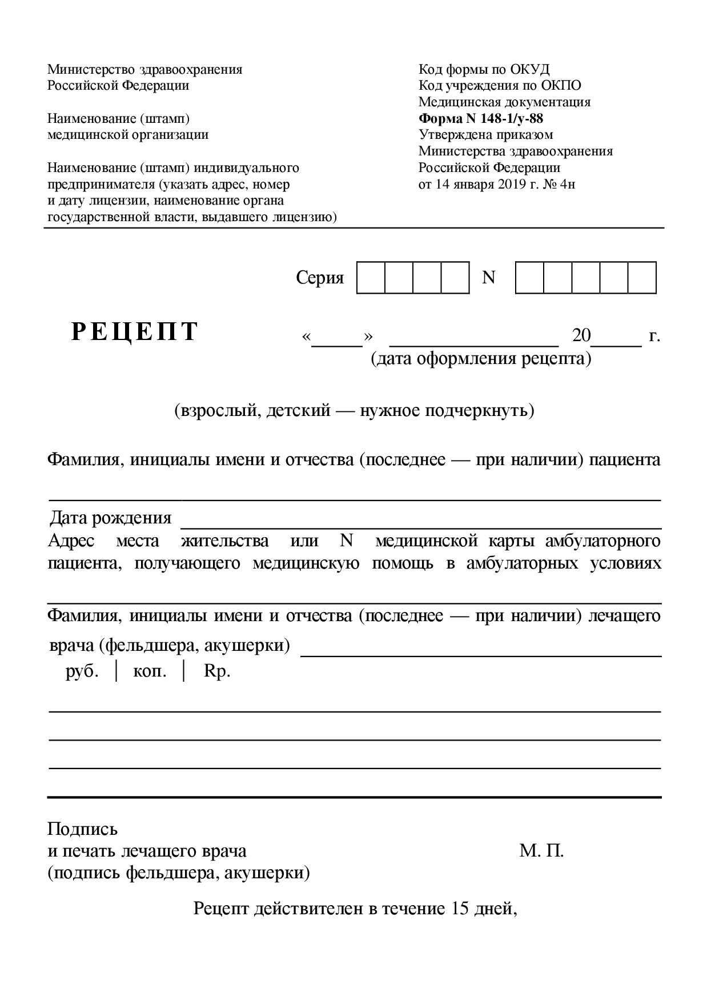 Министерство здравоохранения
Российской Федерации
Наименование (штамп)
медицинской организации
Наименование (штамп) индивидуального
предпринимателя (указать адрес, номер
и дату лицензии, наименование органа
государственной власти, выдавшего лицензию)
Код формы по ОКУД
Код учреждения по ОКПО
Медицинская документация
Форма N 148-1/у-88
Утверждена приказом
Министерства здравоохранения
Российской Федерации
от 14 января 2019 г. № 4н
Серия N
РЕЦЕПТ « » 20 г.
(дата оформления рецепта)
(взрослый, детский — нужное подчеркнуть)
Фамилия, инициалы имени и отчества (последнее — при наличии) пациента
Дата рождения
Адрес места жительства или N медицинской карты амбулаторного
пациента, получающего медицинскую помощь в амбулаторных условиях
Фамилия, инициалы имени и отчества (последнее — при наличии) лечащего
врача (фельдшера, акушерки)
руб. | коп. | Rp.
Подпись
и печать лечащего врача М. П.
(подпись фельдшера, акушерки)
Рецепт действителен в течение 15 дней,